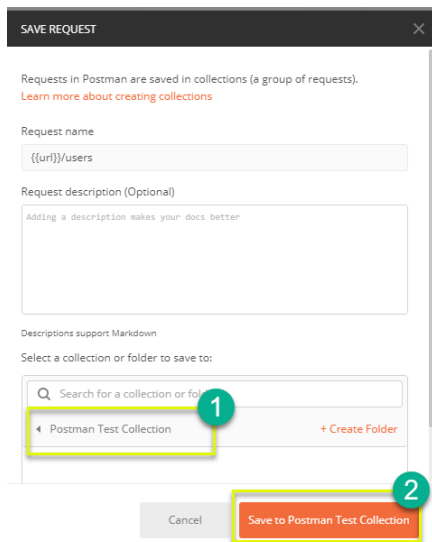 SAVE REQUEST
Requests in Postman are saved in collections (a group of requests).
Learn more about creating collections
Request name
{{url}}/users
Request description (Optional)
Adding a description makes your docs better
Descriptions support Markdown
Select a collection or folder to save to:
Search for a collection or
1
Postman Test Collection
+ Create Folder
2
Cancel
Save to Postman Test Collection